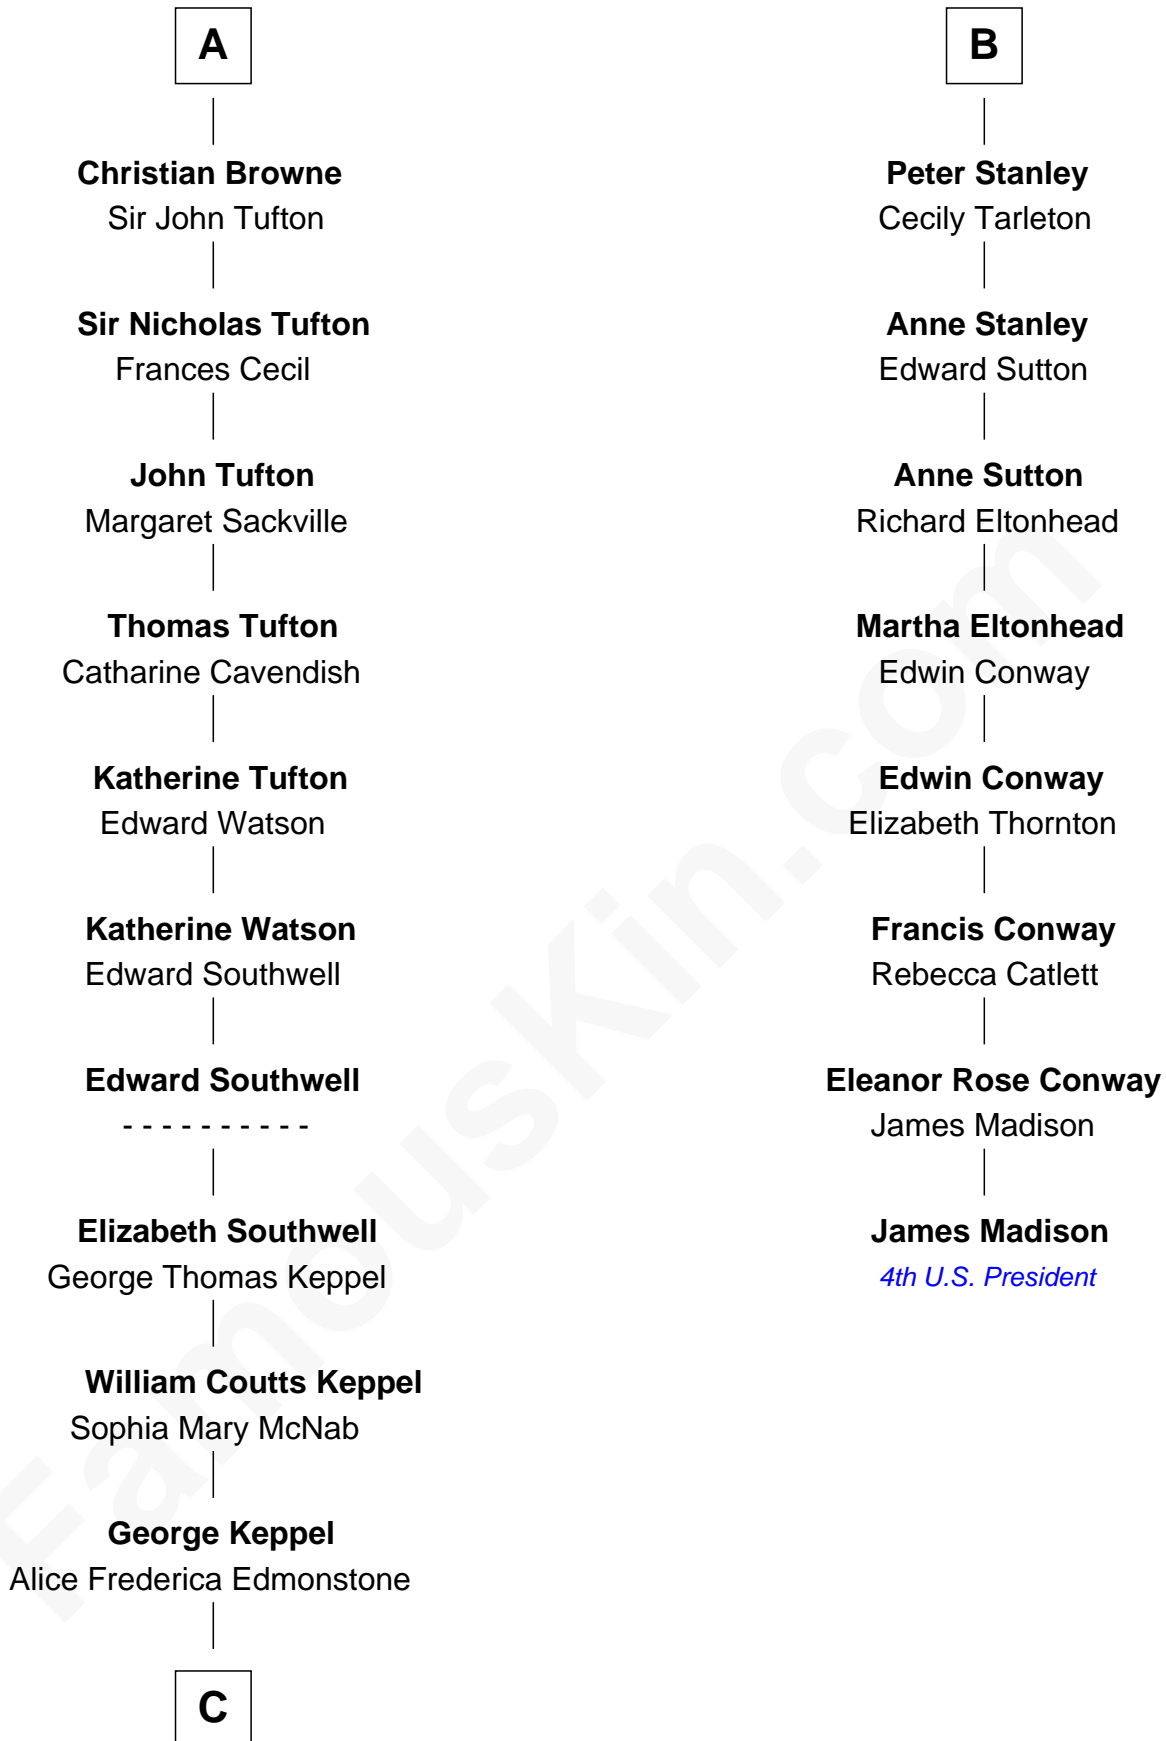 A
Christian Browne
Sir John Tufton
Sir Nicholas Tufton
Frances Cecil
John Tufton
Margaret Sackville
Thomas Tufton
Catharine Cavendish
Katherine Tufton
Edward Watson
Katherine Watson
Edward Southwell
Edward Southwell
- - - - - - - - - -
Elizabeth Southwell
George Thomas Keppel
William Coutts Keppel
Sophia Mary McNab
George Keppel
Alice Frederica Edmonstone
C
B
Peter Stanley
Cecily Tarleton
Anne Stanley
Edward Sutton
Anne Sutton
Richard Eltonhead
Martha Eltonhead
Edwin Conway
Edwin Conway
Elizabeth Thornton
Francis Conway
Rebecca Catlett
Eleanor Rose Conway
James Madison
James Madison
4th U.S. President
FamousKin.com